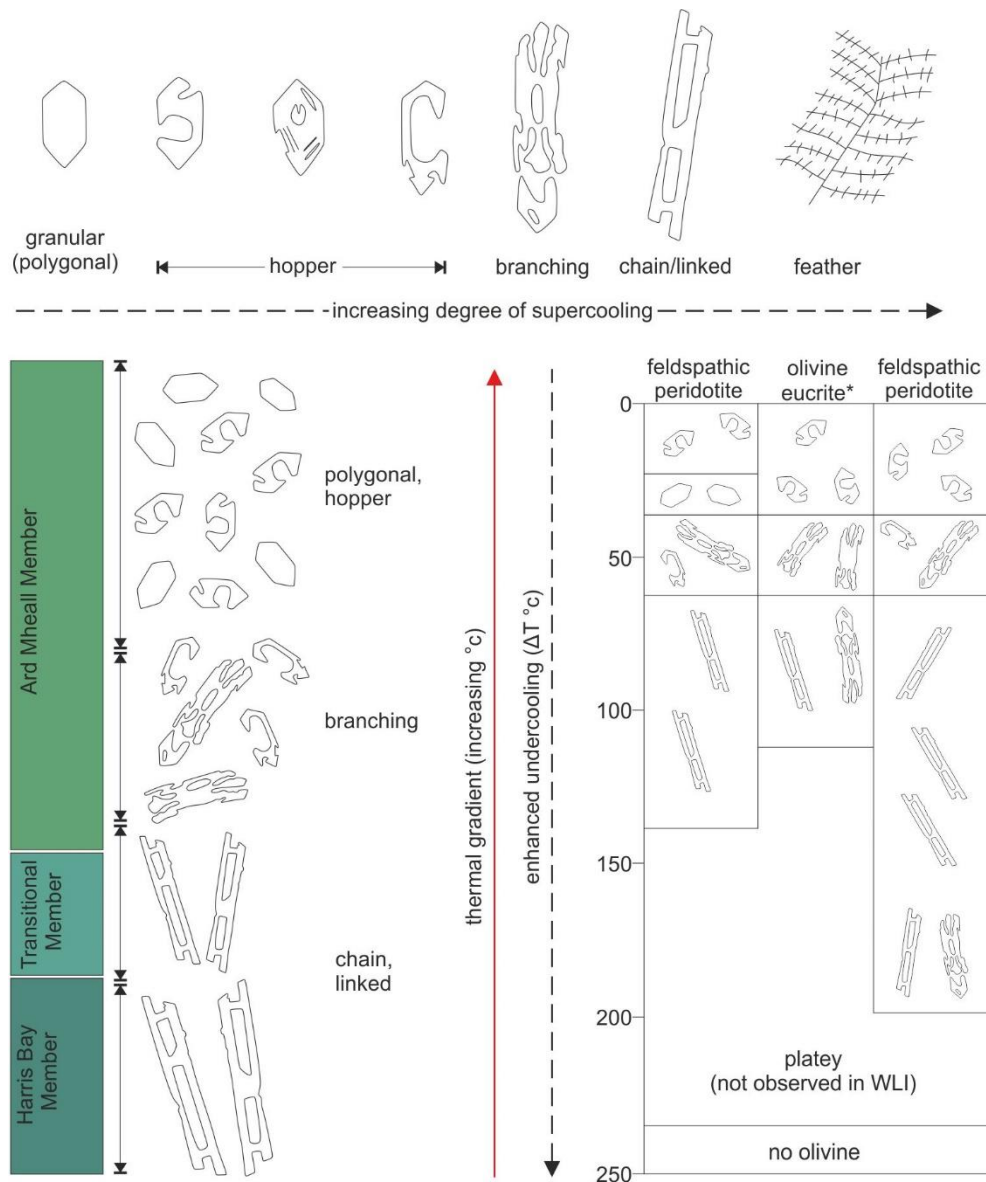 granular
(polygonal)
hopper
branching
chain/linked
feather
increasing degree of supercooling
Ard Mheall Member
Transitional
Member
Harris Bay
Member
polygonal,
hopper
branching
chain,
linked
thermal gradient (increasing °c)
enhanced undercooling (ΔT °c)
feldspathic
peridotite
olivine
eucrite*
feldspathic
peridotite
0
50
100
150
200
250
platey
(not observed in WLI)
no olivine